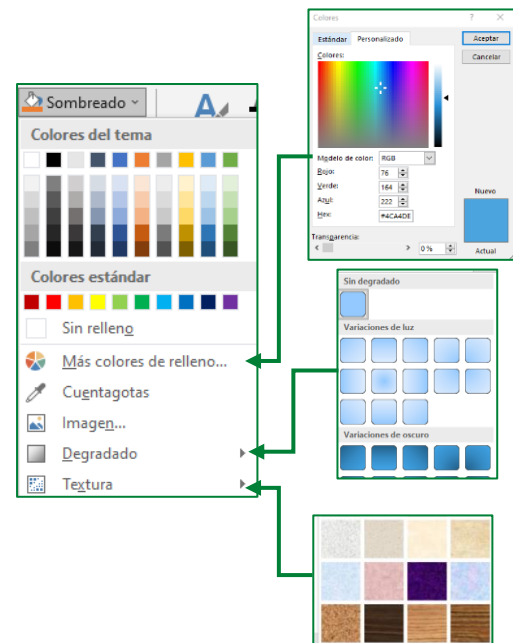 Colores
? ×
Estándar
Personalizado
Aceptar
Cancelar
Colores:
Modelo de color: RGB
Rojo: 76
Verde: 164
Azul: 222
Hex: #4CA4DE
Transparencia:
< > 0 %
Nuevo
Actual
Sombreado
A
Colores del tema
Colores estándar
Sin relleno
Más colores de relleno...
Cuentagotas
Imagen...
Degradado
Textura
Sin degradado
Variaciones de luz
Variaciones de oscuro